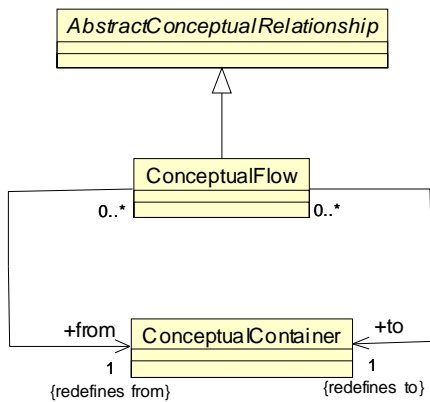 AbstractConceptualRelationship
ConceptualFlow
0..*
0..*
+from
ConceptualContainer
+to
1
1
{redefines from}
{redefines to}